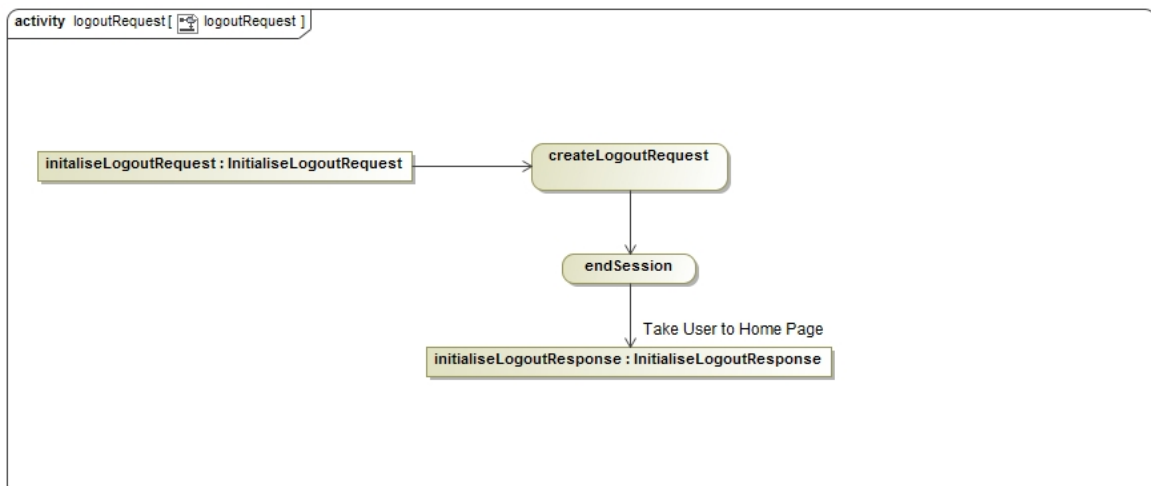 activity logoutRequest [ logoutRequest ]
initaliseLogoutRequest : InitialiseLogoutRequest
createLogoutRequest
endSession
Take User to Home Page
initialiseLogoutResponse : InitialiseLogoutResponse